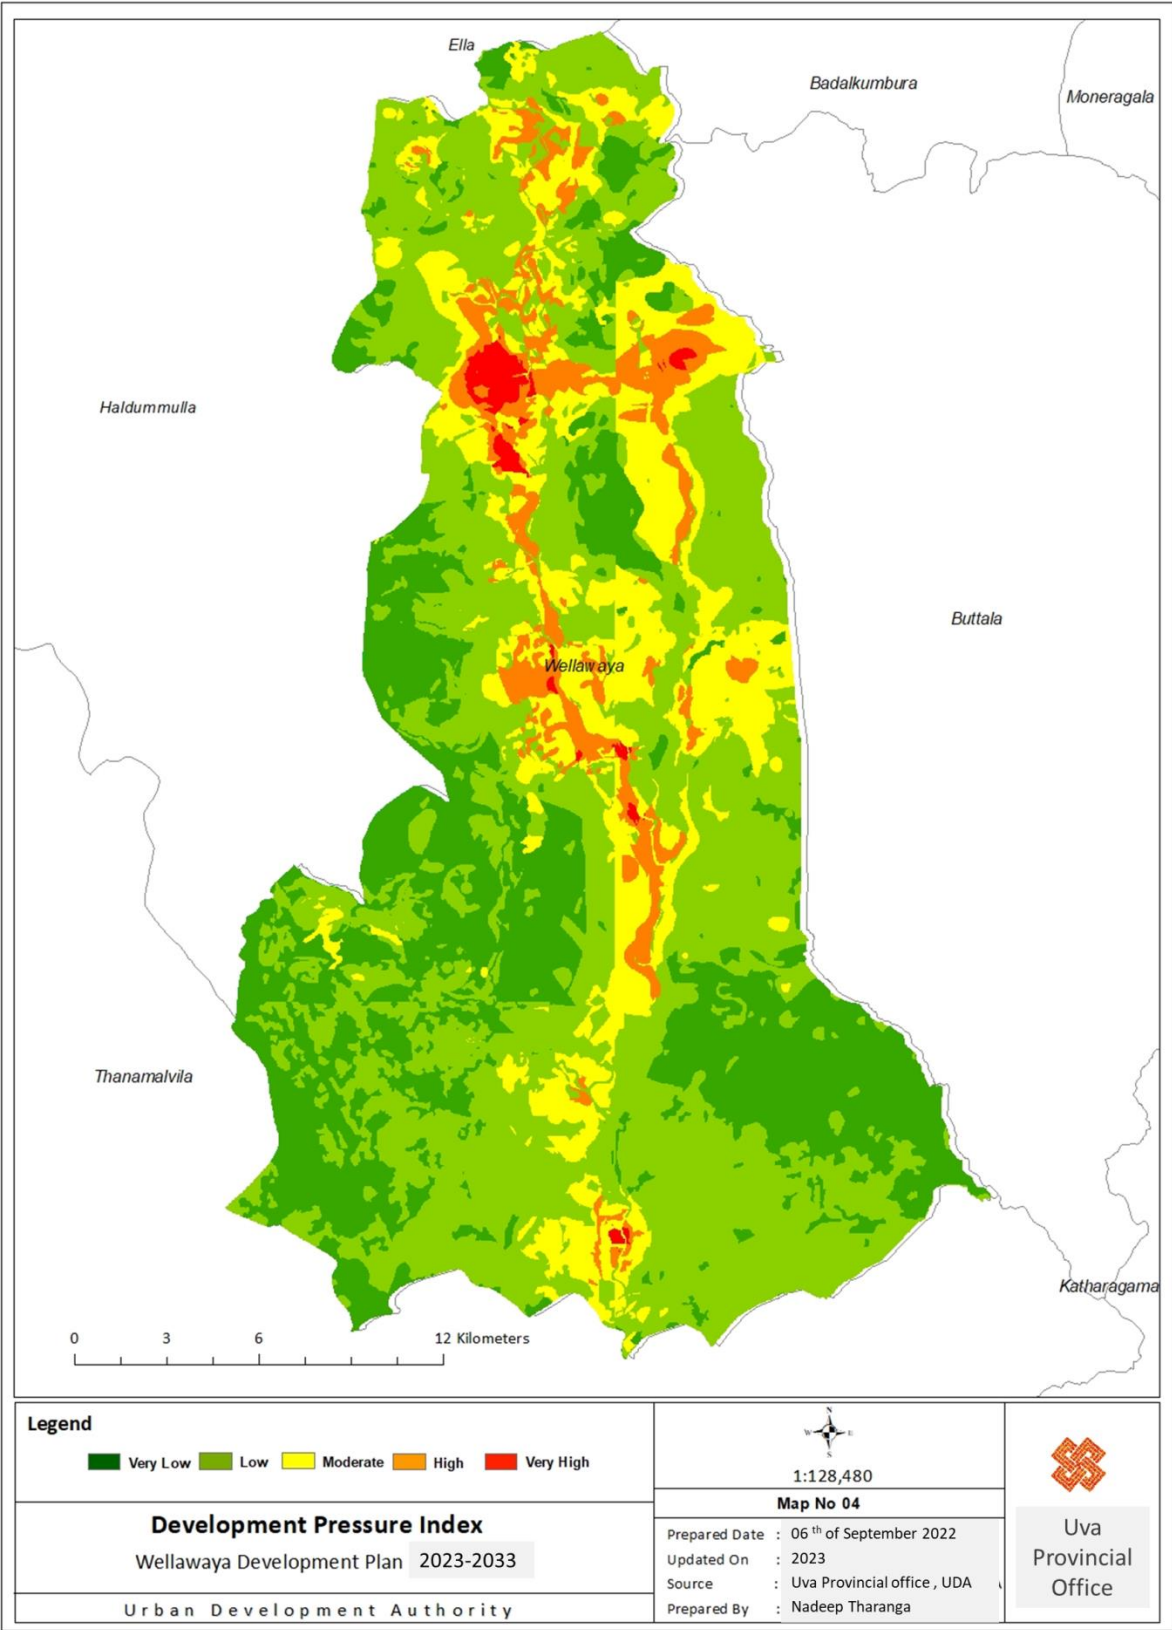 Ella
Badalkumbura
Moneragala
Haldummulla
Buttala
Wellawaya
Thanamalvila
Katharagama
0 3 6 12 Kilometers
Legend
Very Low Low Moderate High Very High
Development Pressure Index
Wellawaya Development Plan 2023-2033
Urban Development Authority
N
W E
S
1:128,480
Map No 04
Prepared Date : 06 th of September 2022
Updated On : 2023
Source : Uva Provincial office , UDA
Prepared By : Nadeep Tharanga
Uva
Provincial
Office